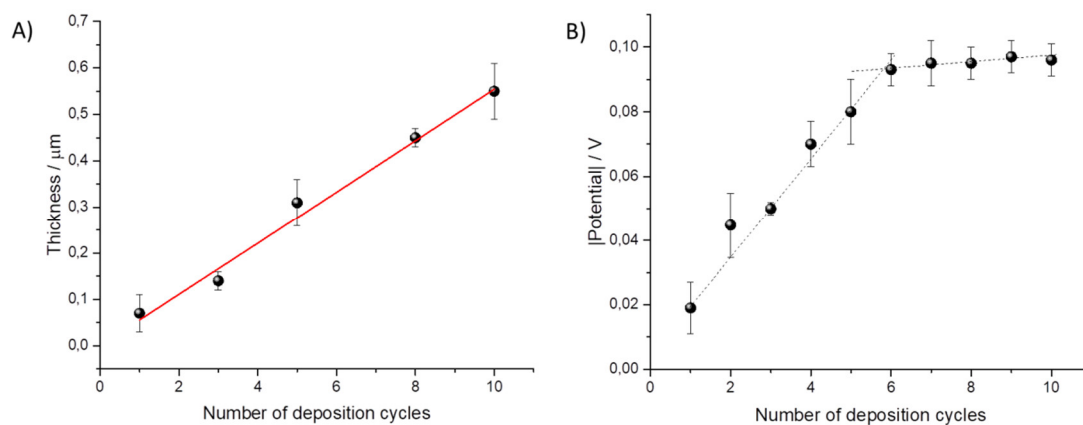 A)
Thickness / μm
0,7
0,6
0,5
0,4
0,3
0,2
0,1
0,0
0 2 4 6 8 10
Number of deposition cycles
B)
|Potential| / V
0,10
0,08
0,06
0,04
0,02
0,00
0 2 4 6 8 10
Number of deposition cycles